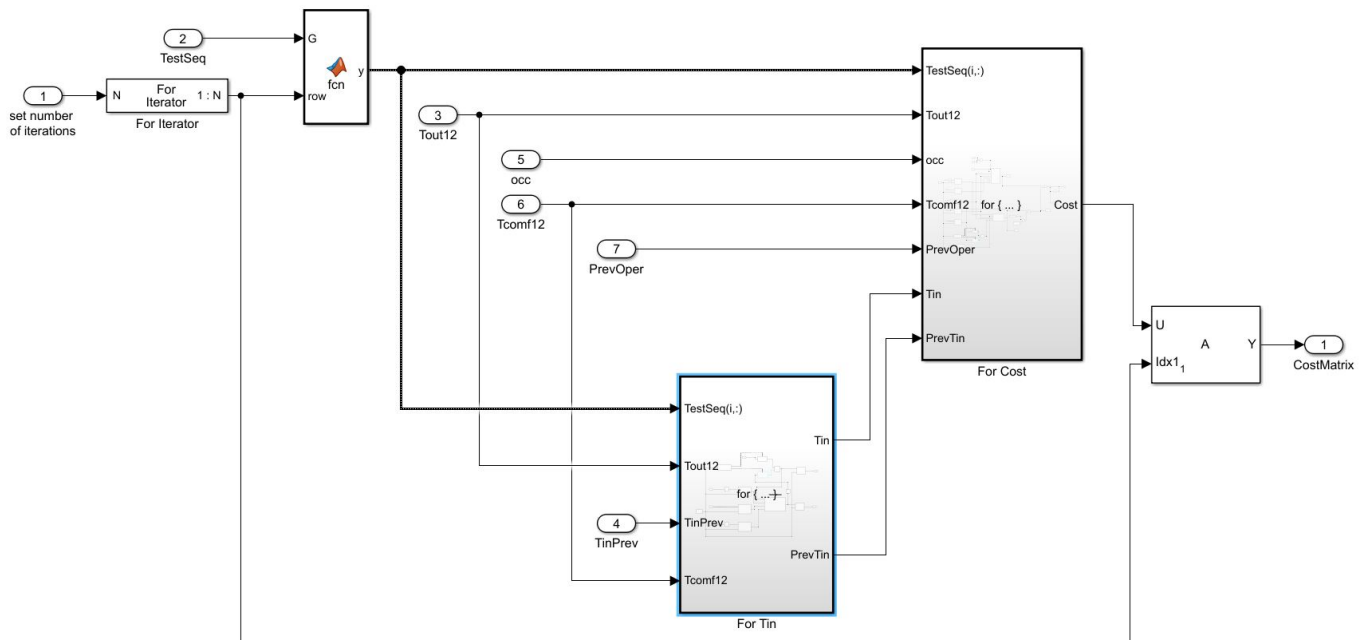 2
TestSeq
1
set number
of iterations
N
For
Iterator
1 : N
For Iterator
G
row
fcn
y
3
Tout12
5
occ
6
Tcomf12
7
PrevOper
TestSeq(i,:)
Tout12
occ
Tcomf12
PrevOper
Tin
PrevTin
for { ... }
Cost
For Cost
U
Idx1
1
A
Y
1
CostMatrix
4
TinPrev
TestSeq(i,:)
Tout12
TinPrev
Tcomf12
for { ... }
Tin
PrevTin
For Tin